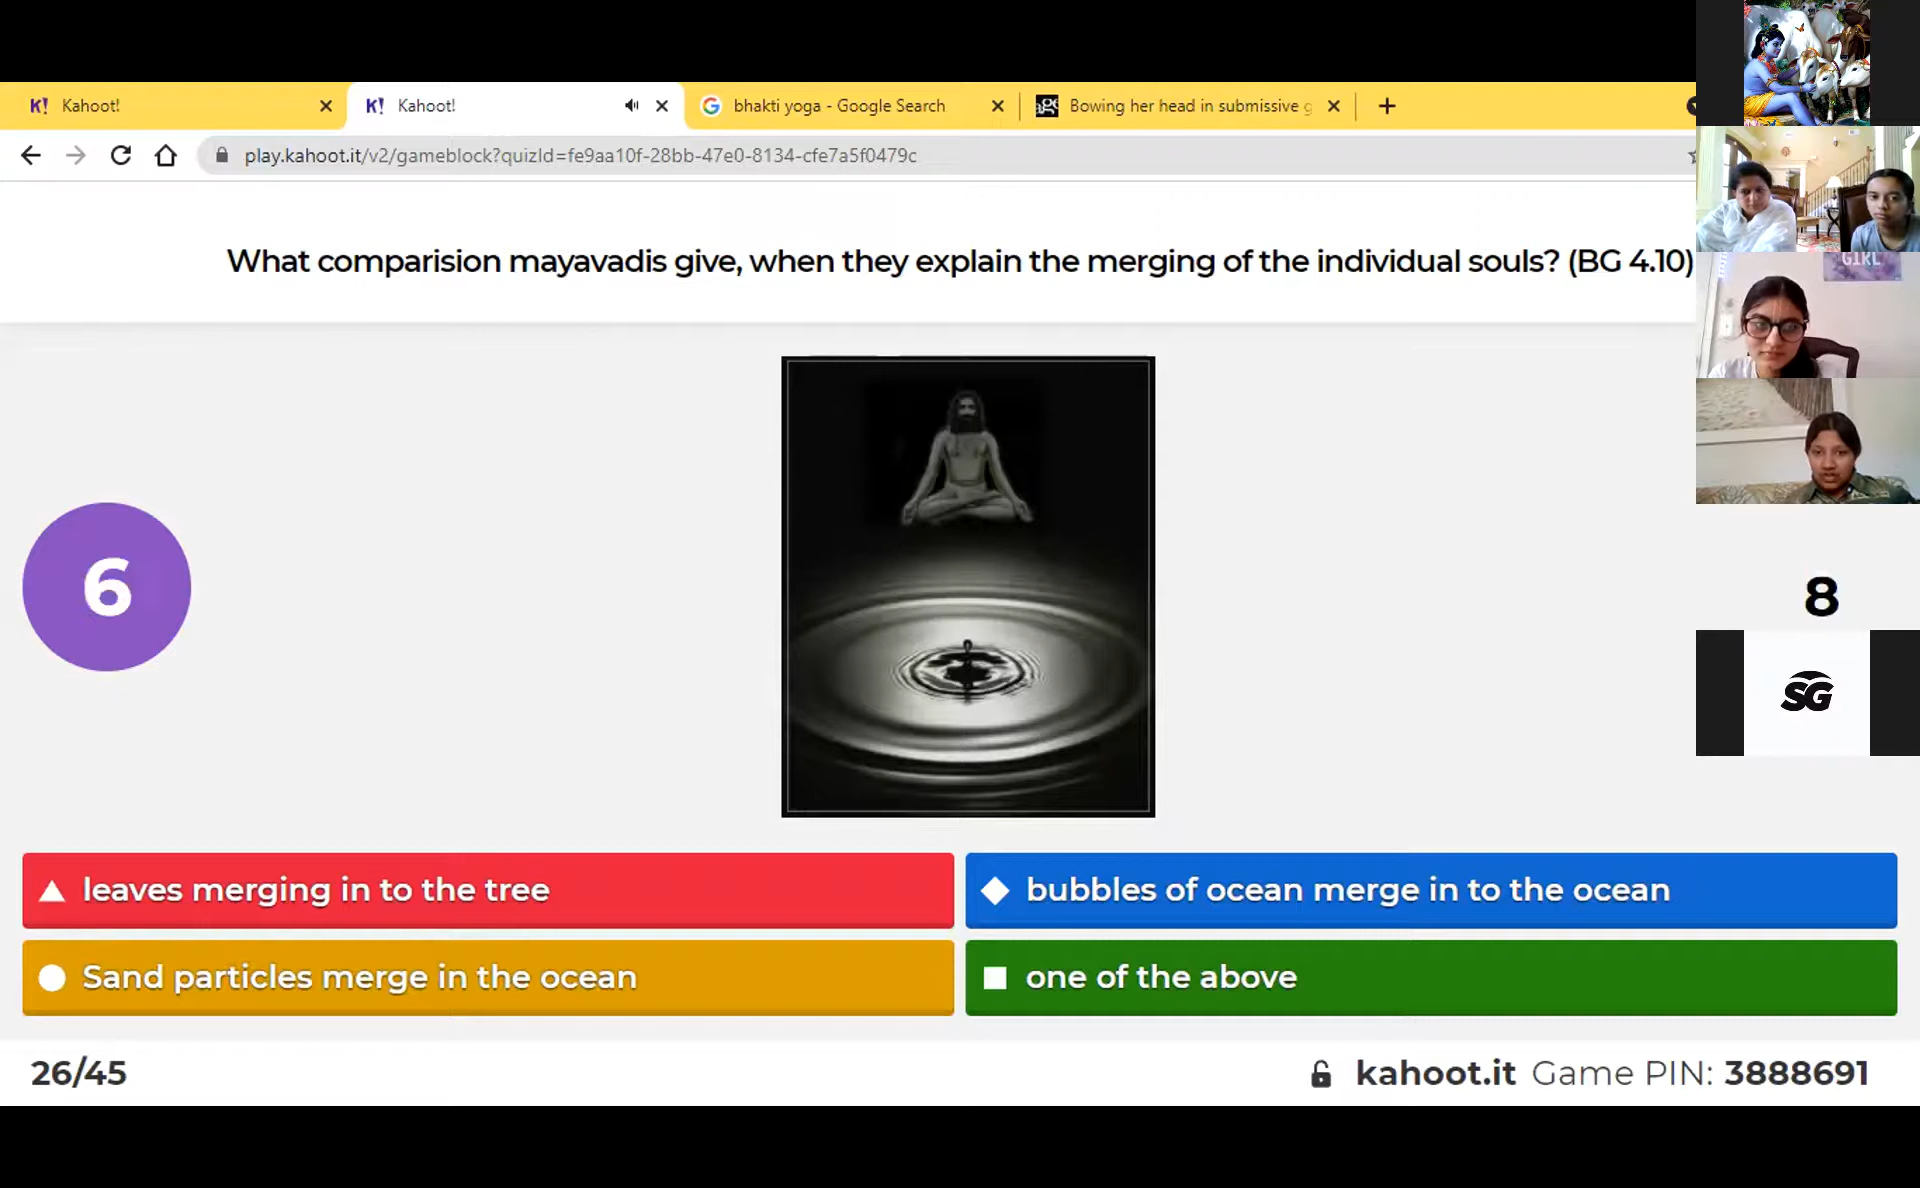 Kahoot!
Kahoot!
bhakti yoga - Google Search
Bowing her head in submissive g
play.kahoot.it/v2/gameblock?quizId=fe9aa10f-28bb-47e0-8134-cfe7a5f0479c
What comparision mayavadis give, when they explain the merging of the individual souls? (BG 4.10)
GIRL
6
8
SG
leaves merging in to the tree
bubbles of ocean merge in to the ocean
Sand particles merge in the ocean
one of the above
26/45
kahoot.it Game PIN: 3888691